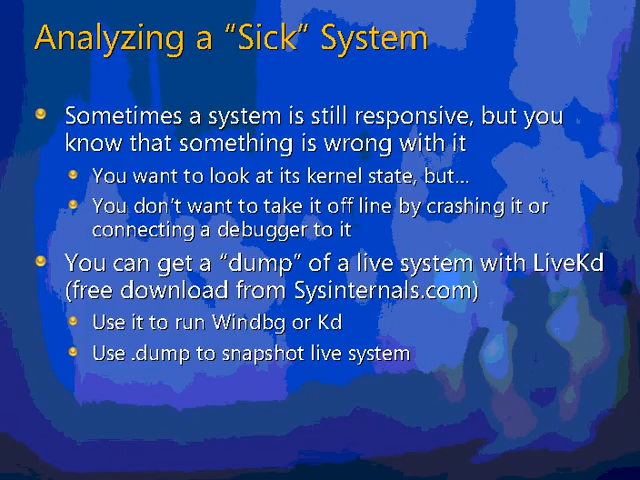 Analyzing a “Sick” System
Sometimes a system is still responsive, but you
know that something is wrong with it
You want to look at its kernel state, but…
You don’t want to take it off line by crashing it or
connecting a debugger to it
You can get a “dump” of a live system with LiveKd
(free download from Sysinternals.com)
Use it to run Windbg or Kd
Use .dump to snapshot live system